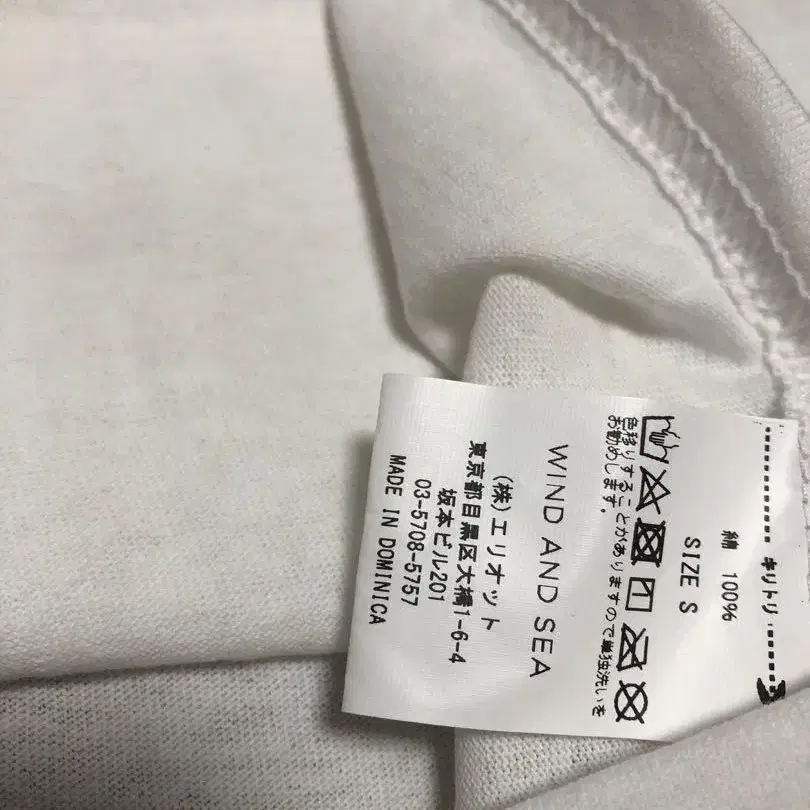 キリトリ
綿 100%
SIZE S
色移りすることがありますので単独洗いを
お勧めします。
WIND AND SEA
(株)エリオット
東京都目黒区大橋1-6-4
坂本ビル201
03-5708-5757
MADE IN DOMINICA